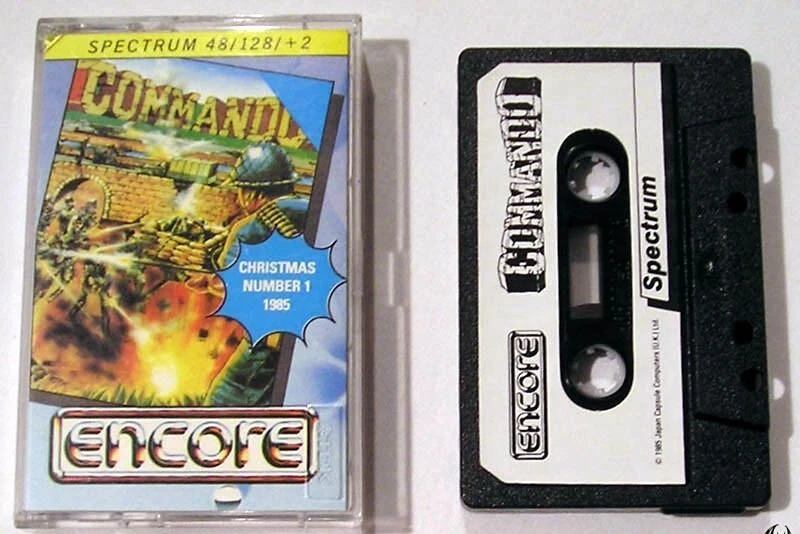 SPECTRUM 48/128/+2
COMMANDO
CHRISTMAS
NUMBER 1
1985
encore
COMMANDO
Spectrum
encore
© 1985 Japan Capsule Computers (U.K.) Ltd.